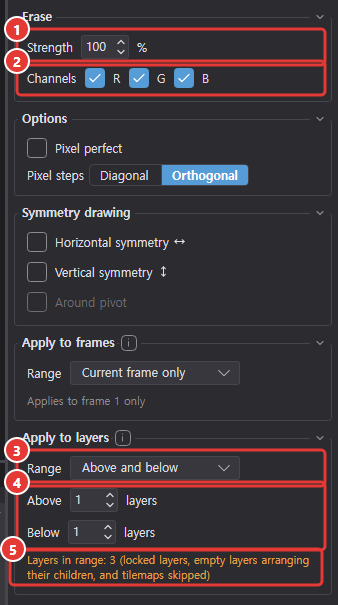 Erase
1
Strength 100 %
2
Channels R G B
Options
Pixel perfect
Pixel steps Diagonal Orthogonal
Symmetry drawing
Horizontal symmetry ↔
Vertical symmetry ↕
Around pivot
Apply to frames i
Range Current frame only
Applies to frame 1 only
Apply to layers i
3
Range Above and below
4
Above 1 layers
Below 1 layers
5
Layers in range: 3 (locked layers, empty layers arranging
their children, and tilemaps skipped)